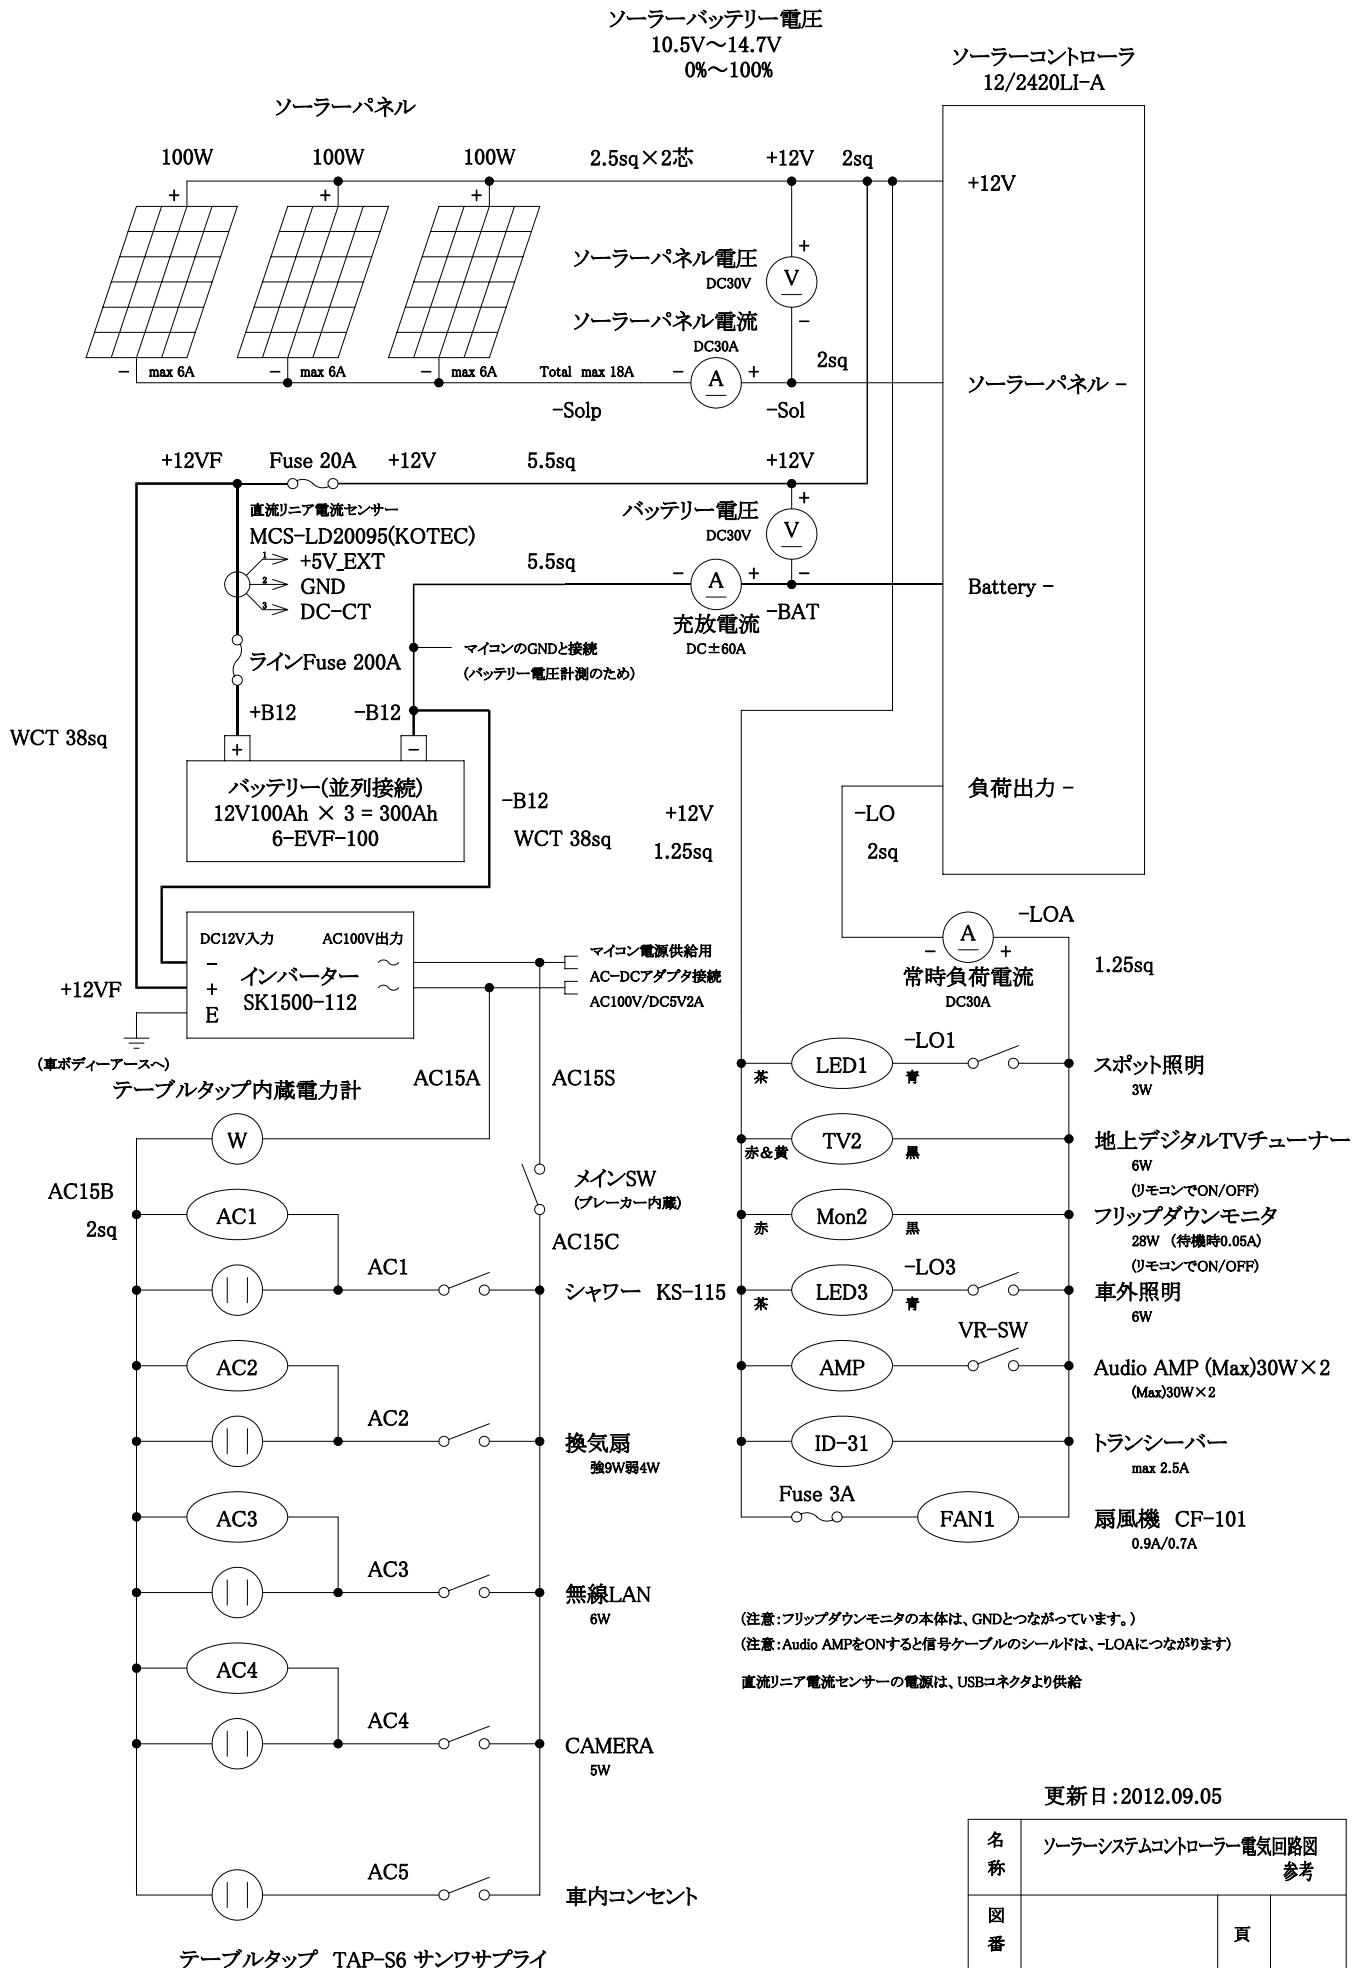 ソーラーバッテリー電圧
10.5V～14.7V
0%～100%
ソーラーコントローラ
12/2420LI-A
ソーラーパネル
100W
100W
100W
2.5sq×2芯
+12V
2sq
+12V
+
+
+
ソーラーパネル電圧
DC30V
+
V
-
ソーラーパネル電流
DC30A
- max 6A
- max 6A
- max 6A
Total max 18A
-
A
+
2sq
ソーラーパネル -
-Solp
-Sol
+12VF
Fuse 20A
+12V
5.5sq
+12V
直流リニア電流センサー
MCS-LD20095(KOTEC)
1
+5V_EXT
2
GND
3
DC-CT
バッテリー電圧
DC30V
+
V
-
5.5sq
-
A
+
Battery -
-BAT
充放電流
DC±60A
マイコンのGNDと接続
(バッテリー電圧計測のため)
ラインFuse 200A
+B12
-B12
WCT 38sq
+
-
バッテリー(並列接続)
12V100Ah × 3 = 300Ah
6-EVF-100
-B12
WCT 38sq
+12V
1.25sq
負荷出力 -
-LO
2sq
-LOA
-
A
+
常時負荷電流
DC30A
1.25sq
DC12V入力
AC100V出力
-
+
E
インバーター
SK1500-112
～
～
+12VF
(車ボディーアースへ)
マイコン電源供給用
AC-DCアダプタ接続
AC100V/DC5V2A
テーブルタップ内蔵電力計
AC15A
AC15S
W
AC15B
2sq
メインSW
(ブレーカー内蔵)
AC15C
AC1
AC1
シャワー KS-115
AC2
AC2
換気扇
強9W弱4W
AC3
AC3
無線LAN
6W
AC4
AC4
CAMERA
5W
AC5
車内コンセント
テーブルタップ TAP-S6 サンワサプライ
茶
LED1
-LO1
青
スポット照明
3W
赤&黄
TV2
黒
地上デジタルTVチューナー
6W
(リモコンでON/OFF)
赤
Mon2
黒
フリップダウンモニタ
28W (待機時0.05A)
(リモコンでON/OFF)
茶
LED3
-LO3
青
車外照明
6W
AMP
VR-SW
Audio AMP (Max)30W×2
(Max)30W×2
ID-31
トランシーバー
max 2.5A
Fuse 3A
FAN1
扇風機 CF-101
0.9A/0.7A
(注意:フリップダウンモニタの本体は、GNDとつながっています。)
(注意:Audio AMPをONすると信号ケーブルのシールドは、-LOAにつながります)
直流リニア電流センサーの電源は、USBコネクタより供給
更新日:2012.09.05
名称
ソーラーシステムコントローラー電気回路図
参考
図番
頁